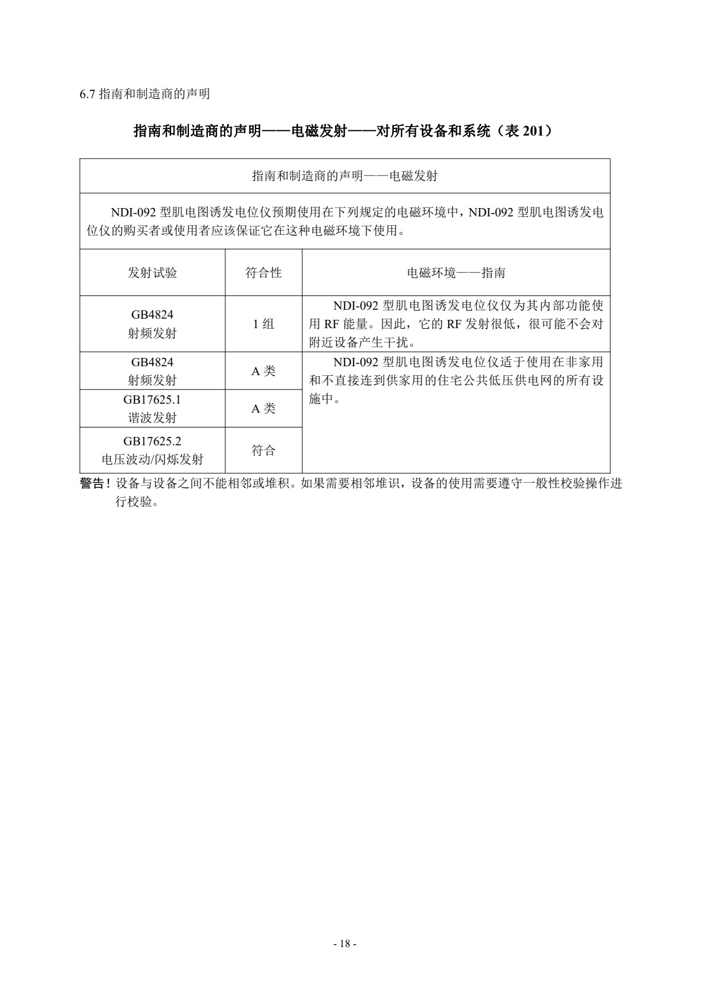 6.7 指南和制造商的声明
指南和制造商的声明——电磁发射——对所有设备和系统（表 201）
指南和制造商的声明——电磁发射
NDI-092 型肌电图诱发电位仪预期使用在下列规定的电磁环境中，NDI-092 型肌电图诱发电
位仪的购买者或使用者应该保证它在这种电磁环境下使用。
发射试验
符合性
电磁环境——指南
GB4824
射频发射
1 组
NDI-092 型肌电图诱发电位仪仅为其内部功能使
用 RF 能量。因此，它的 RF 发射很低，很可能不会对
附近设备产生干扰。
GB4824
射频发射
A 类
NDI-092 型肌电图诱发电位仪适于使用在非家用
和不直接连到供家用的住宅公共低压供电网的所有设
施中。
GB17625.1
谐波发射
A 类
GB17625.2
电压波动/闪烁发射
符合
警告！设备与设备之间不能相邻或堆积。如果需要相邻堆识，设备的使用需要遵守一般性校验操作进
行校验。
- 18 -